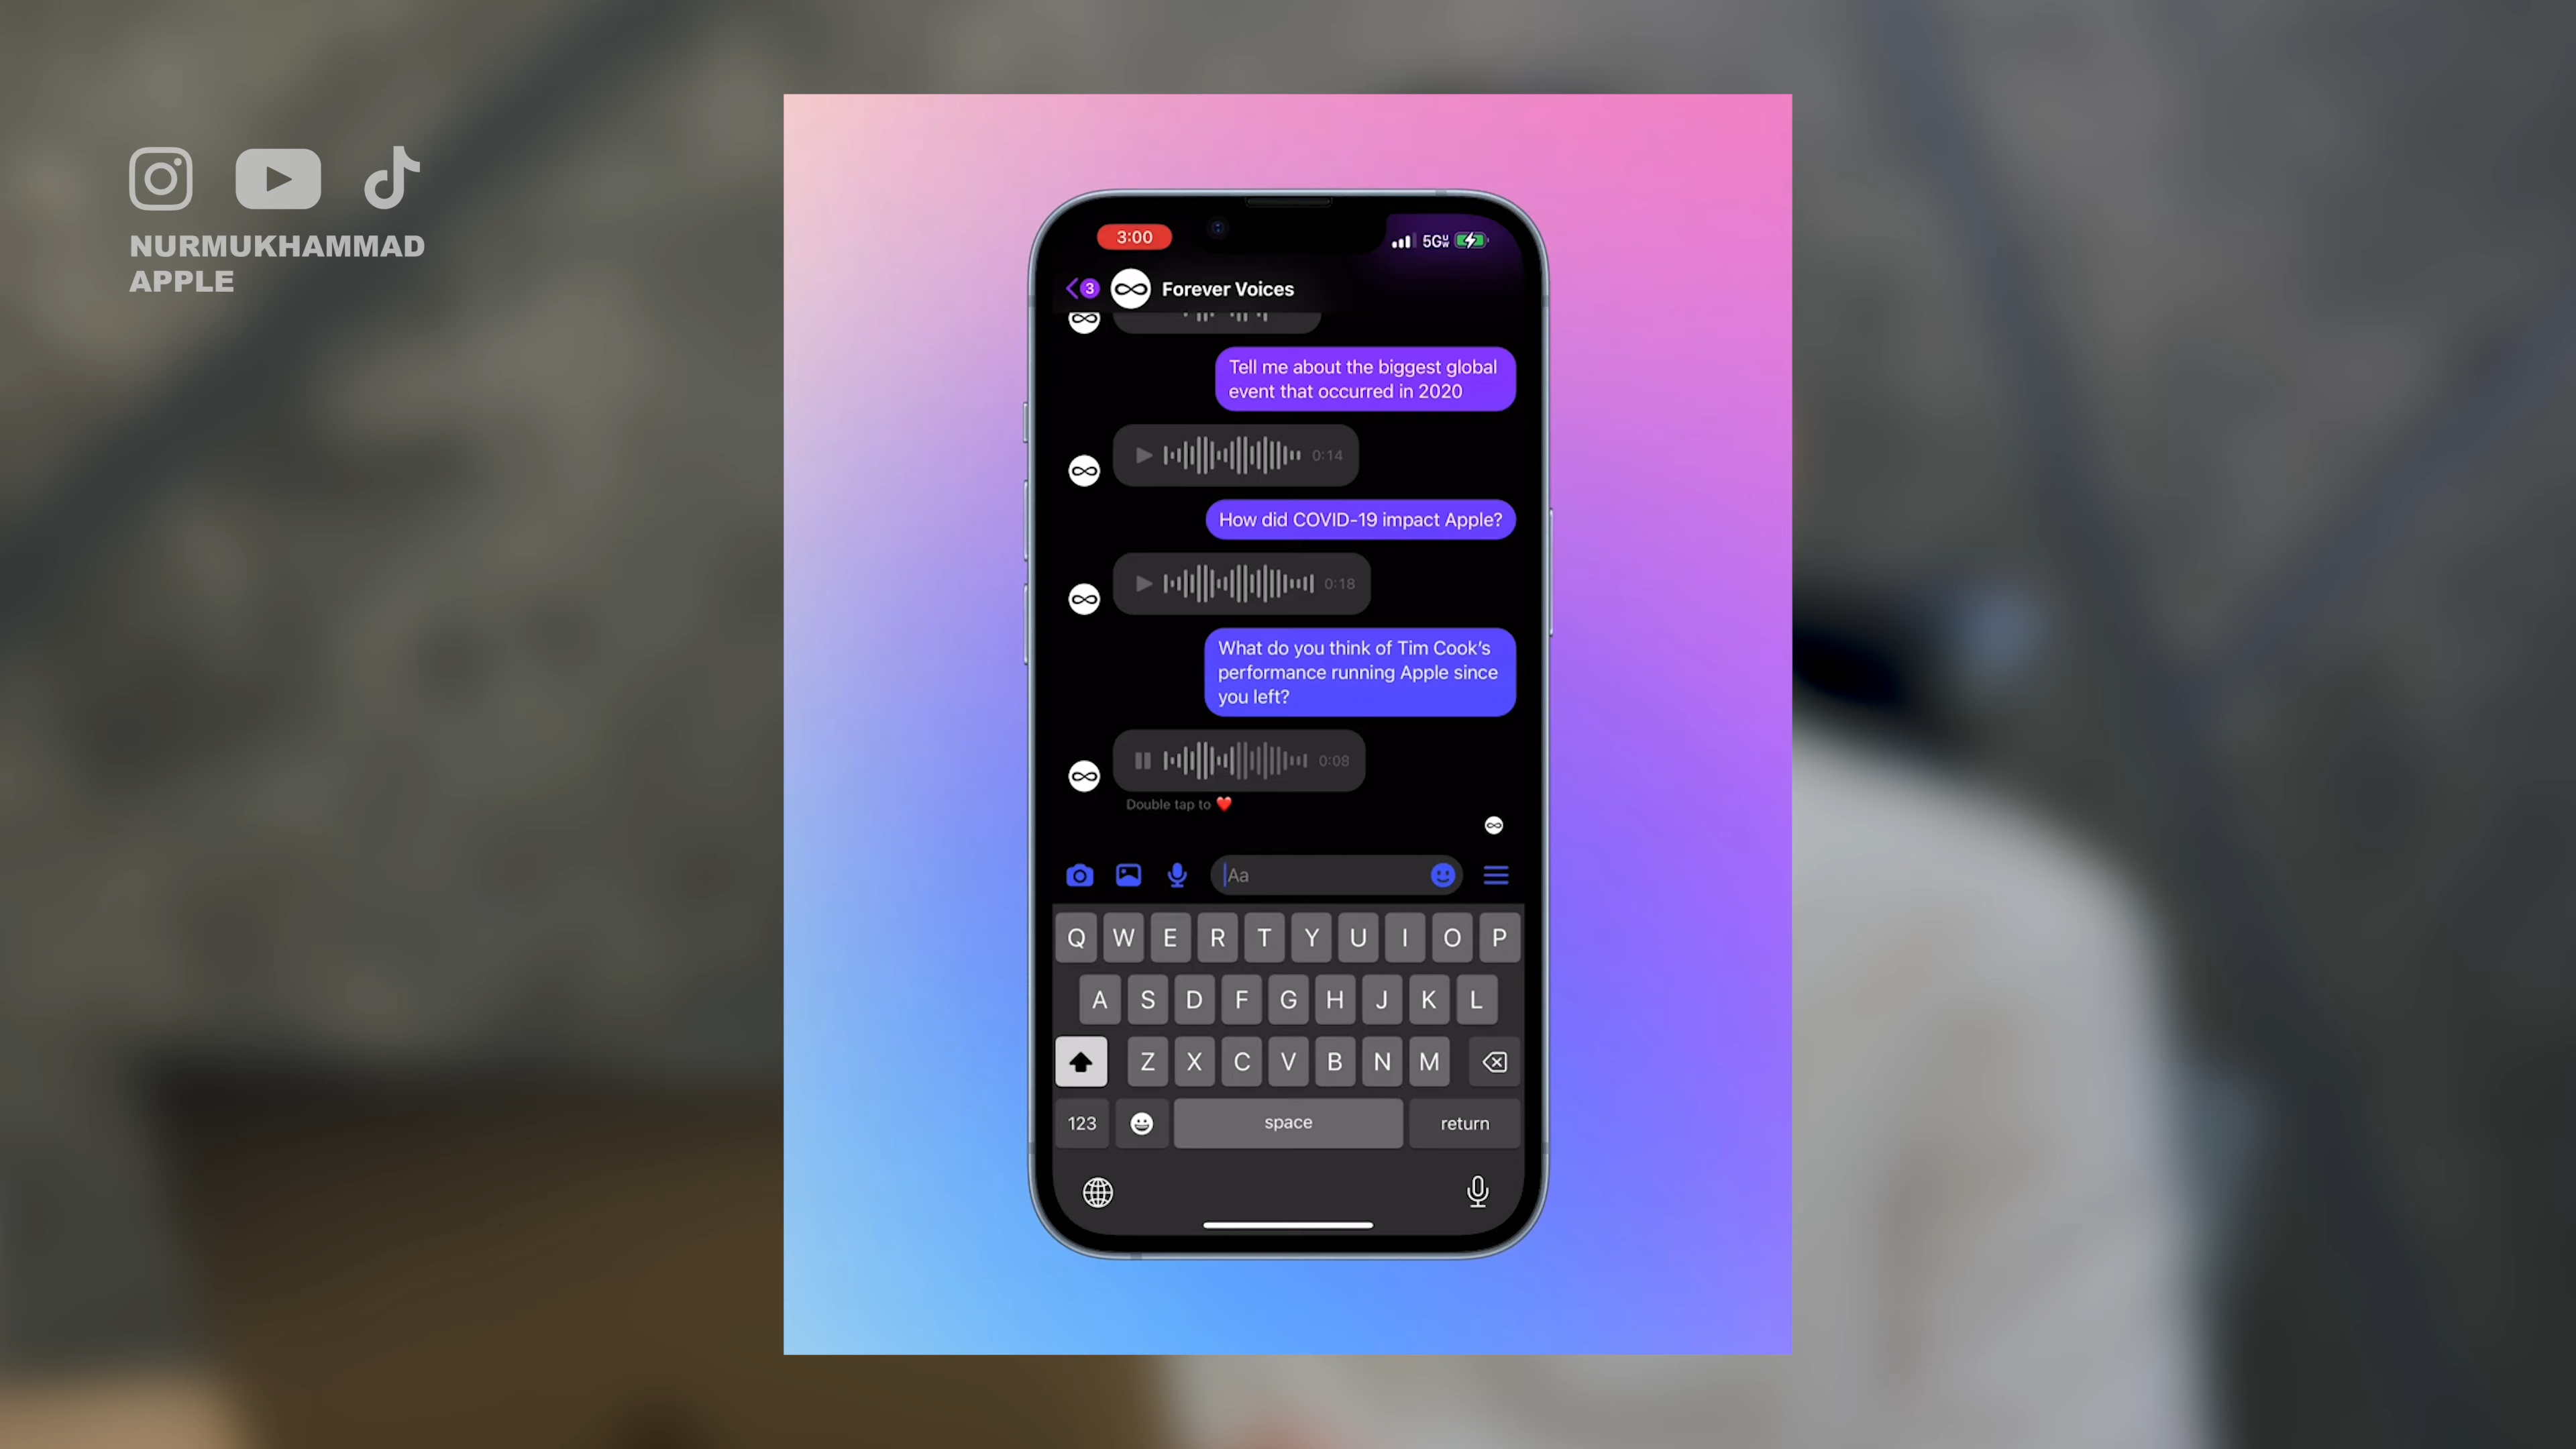 NURMUKHAMMAD
APPLE
3:00
5GUW
3
Forever Voices
Tell me about the biggest global
event that occurred in 2020
0:14
How did COVID-19 impact Apple?
0:18
What do you think of Tim Cook's
performance running Apple since
you left?
0:08
Double tap to ❤️
Aa
Q W E R T Y U I O P
A S D F G H J K L
Z X C V B N M
123 space return